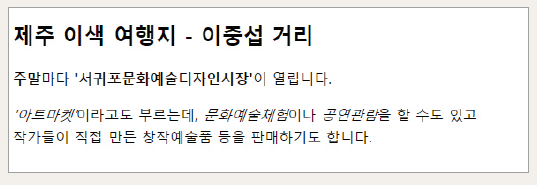 제주 이색 여행지 - 이중섭 거리
주말마다 '서귀포문화예술디자인시장'이 열립니다.
'아트마켓'이라고도 부르는데, 문화예술체험이나 공연관람을 할 수도 있고
작가들이 직접 만든 창작예술품 등을 판매하기도 합니다.